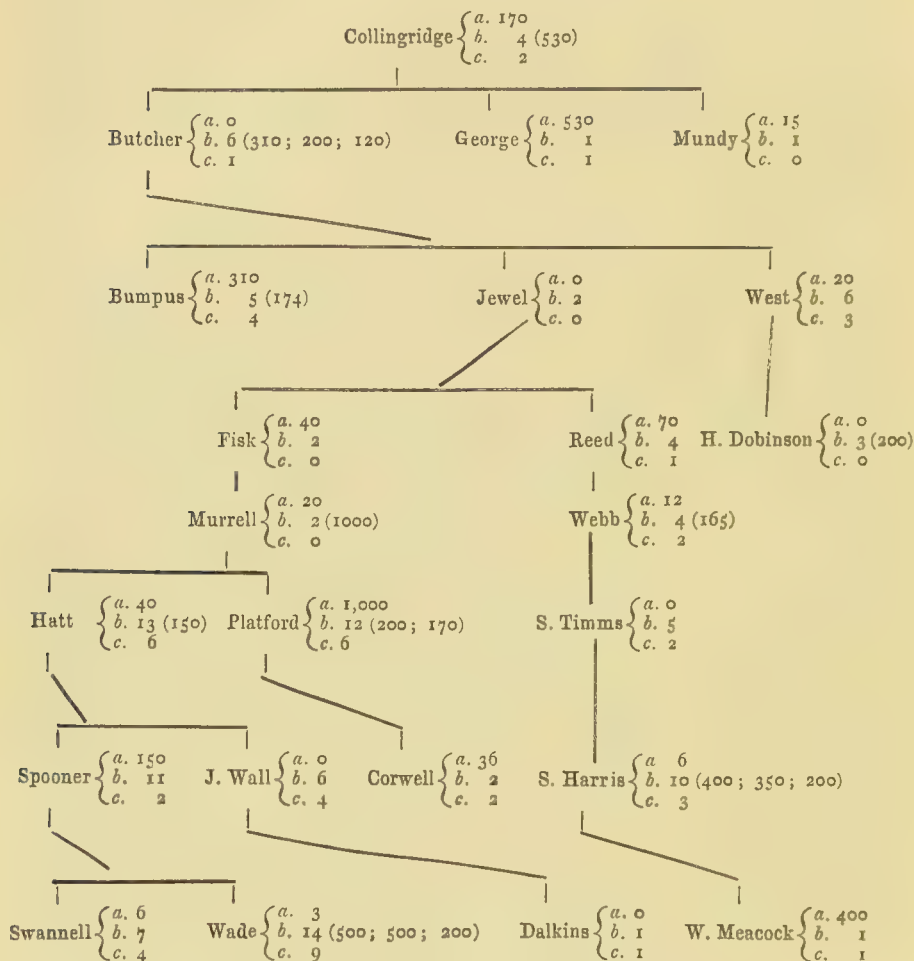 a. 170
Collingridge b. 4 (530)
c. 2
a. 0 a. 530 a. 15
Butcher b. 6 (310; 200; 120) George b. 1 Mundy b. 1
c. 1 c. 1 c. 0
a. 310 a. 0 a. 20
Bumpus b. 5 (174) Jewel b. 2 West b. 6
c. 4 c. 0 c. 3
a. 40 a. 70 a. 0
Fisk b. 2 Reed b. 4 H. Dobinson b. 3 (200)
c. 0 c. 1 c. 0
a. 20 a. 12
Murrell b. 2 (1000) Webb b. 4 (165)
c. 0 c. 2
a. 40 a. 1,000 a. 0
Hatt b. 13 (150) Platford b. 12 (200; 170) S. Timms b. 5
c. 6 c. 6 c. 2
a. 150 a. 0 a. 36 a 6
Spooner b. 11 J. Wall b. 6 Corwell b. 2 S. Harris b. 10 (400; 350; 200)
c. 2 c. 4 c. 2 c. 3
a. 6 a. 3 a. 0 a. 400
Swannell b. 7 Wade b. 14 (500; 500; 200) Dalkins b. 1 W. Meacock b. 1
c. 4 c. 9 c. 1 c. 1